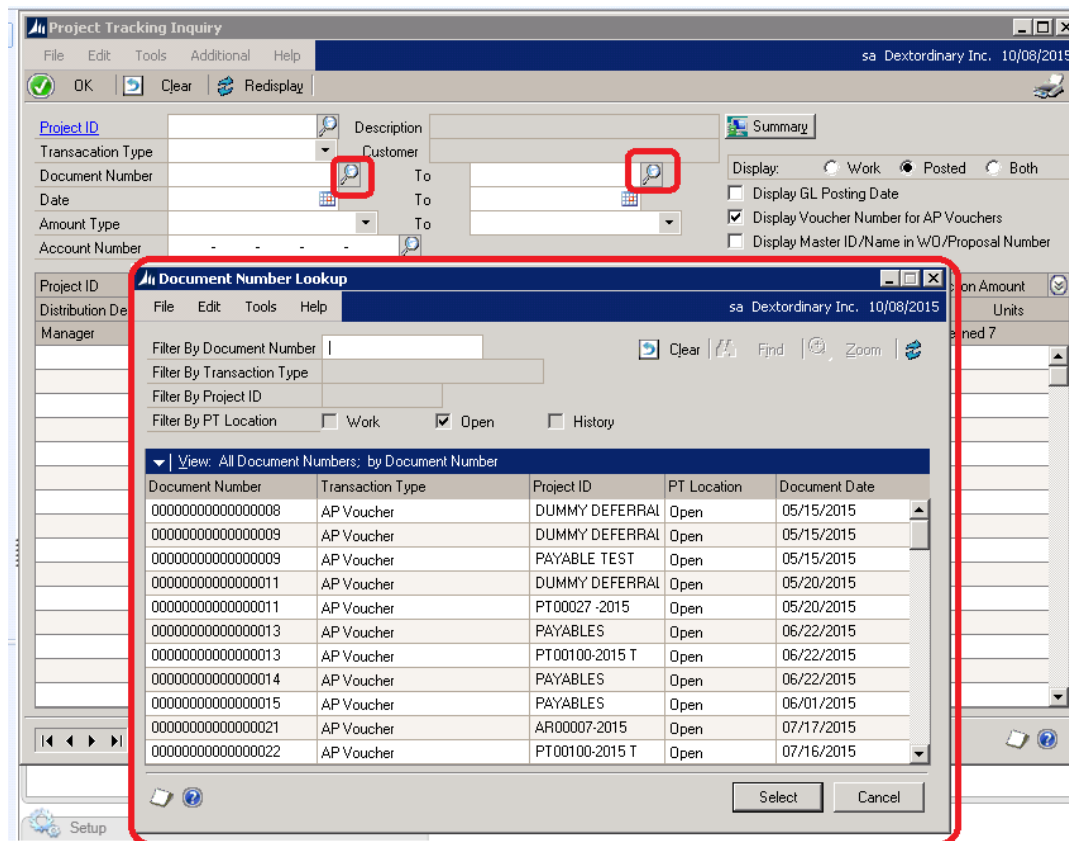 Project Tracking Inquiry
File Edit Tools Additional Help sa Dextordinary Inc. 10/08/2015
OK Clear Redisplay
Project ID Description Summary
Transacation Type Customer
Document Number To Display: Work Posted Both
Date To Display GL Posting Date
Amount Type To Display Voucher Number for AP Vouchers
Account Number - - - - Display Master ID/Name in WO/Proposal Number
Project ID on Amount
Distribution De Units
Manager ned 7
Document Number Lookup
File Edit Tools Help sa Dextordinary Inc. 10/08/2015
Filter By Document Number Clear Find Zoom
Filter By Transaction Type
Filter By Project ID
Filter By PT Location Work Open History
View: All Document Numbers; by Document Number
Document Number Transaction Type Project ID PT Location Document Date
00000000000000008 AP Voucher DUMMY DEFERRAL Open 05/15/2015
00000000000000009 AP Voucher DUMMY DEFERRAL Open 05/15/2015
00000000000000009 AP Voucher PAYABLE TEST Open 05/15/2015
00000000000000011 AP Voucher DUMMY DEFERRAL Open 05/20/2015
00000000000000011 AP Voucher PT00027 -2015 Open 05/20/2015
00000000000000013 AP Voucher PAYABLES Open 06/22/2015
00000000000000013 AP Voucher PT00100-2015 T Open 06/22/2015
00000000000000014 AP Voucher PAYABLES Open 06/22/2015
00000000000000015 AP Voucher PAYABLES Open 06/01/2015
00000000000000021 AP Voucher AR00007-2015 Open 07/17/2015
00000000000000022 AP Voucher PT00100-2015 T Open 07/16/2015
Select Cancel
Setup